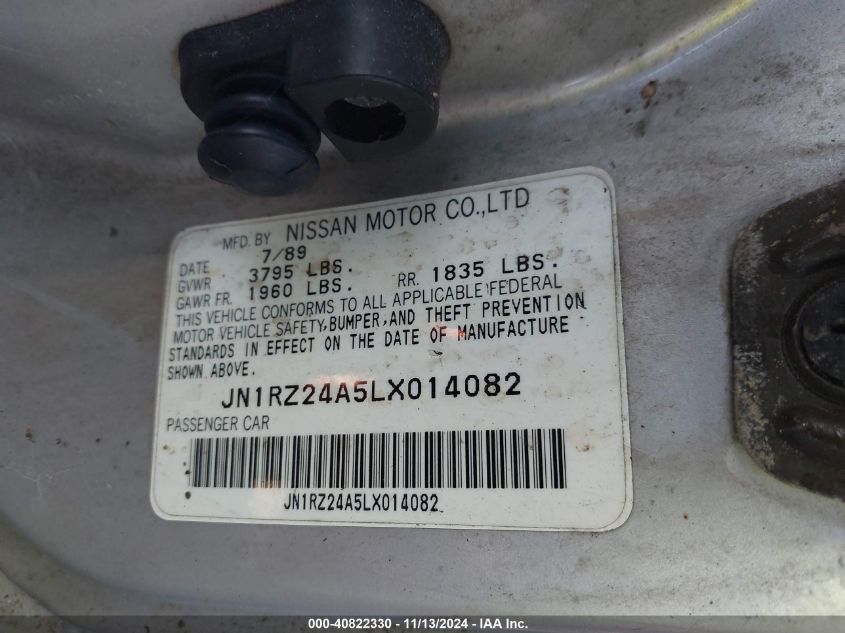 MFD. BY NISSAN MOTOR CO.,LTD
DATE 7/89
GVWR 3795 LBS.
GAWR FR. 1960 LBS. RR. 1835 LBS.
THIS VEHICLE CONFORMS TO ALL APPLICABLE FEDERAL
MOTOR VEHICLE SAFETY, BUMPER, AND THEFT PREVENTION
STANDARDS IN EFFECT ON THE DATE OF MANUFACTURE
SHOWN ABOVE.
JN1RZ24A5LX014082
PASSENGER CAR
JN1RZ24A5LX014082
000-40822330 - 11/13/2024 - IAA Inc.